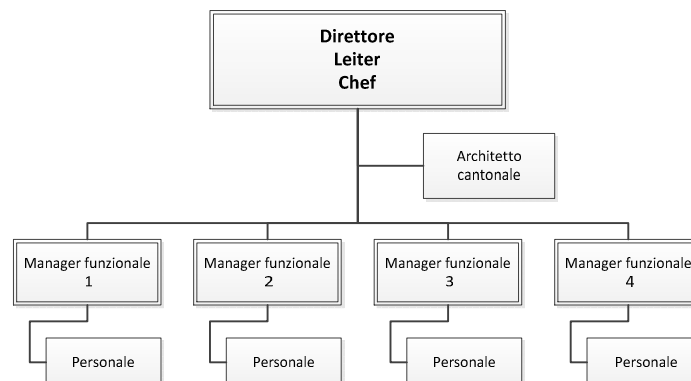 Direttore
Leiter
Chef
Architetto
cantonale
Manager funzionale
1
Manager funzionale
2
Manager funzionale
3
Manager funzionale
4
Personale
Personale
Personale
Personale